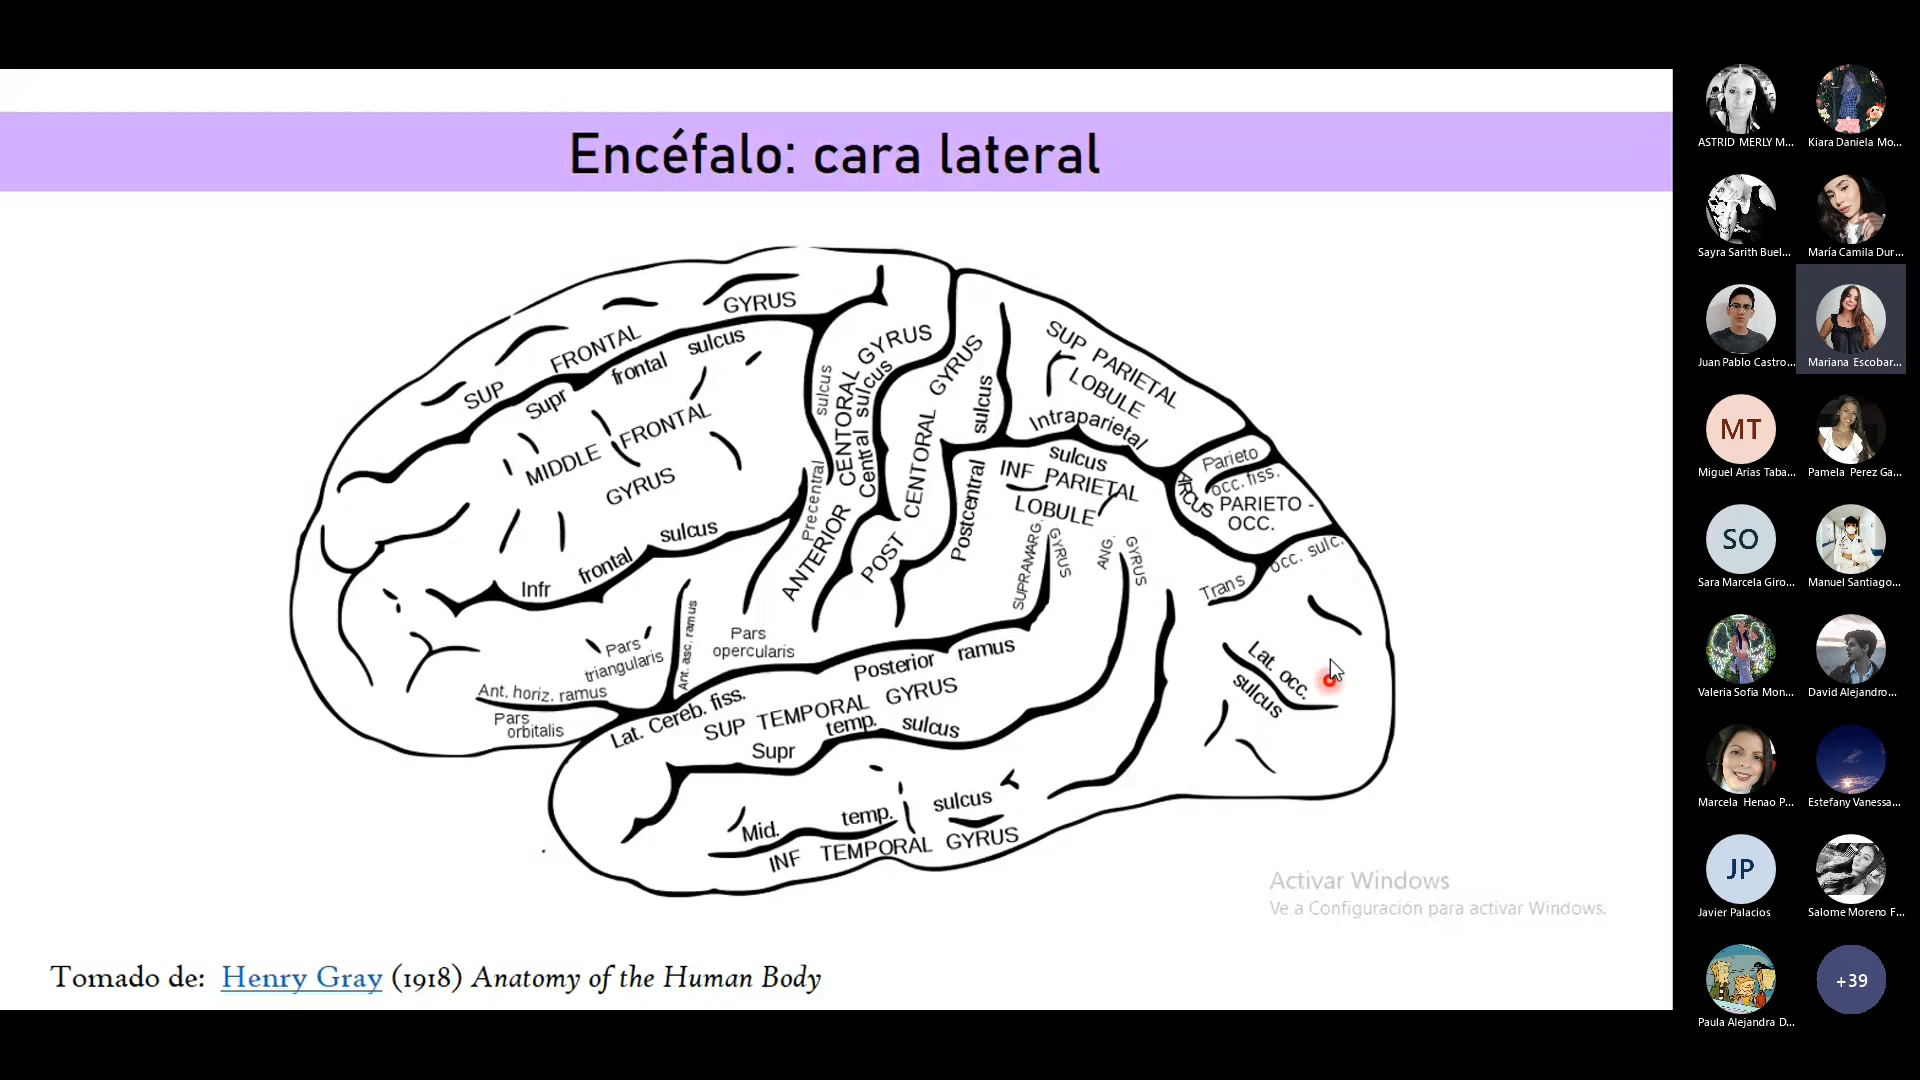 Encéfalo: cara lateral
SUP FRONTAL GYRUS
Supr frontal sulcus
MIDDLE FRONTAL
GYRUS
Infr frontal sulcus
Precentral sulcus
ANTERIOR CENTORAL GYRUS
Central sulcus
POST CENTORAL GYRUS
Postcentral sulcus
SUP PARIETAL
LOBULE
Intraparietal
sulcus
INF PARIETAL
LOBULE
SUPRAMARG.
GYRUS
ANG.
GYRUS
Parieto
occ. fiss.
ARCUS
PARIETO -
OCC.
Trans occ. sulc.
Lat. occ.
sulcus
Pars
triangularis
Ant. asc. ramus
Pars
opercularis
Ant. horiz. ramus
Pars
orbitalis
Lat. Cereb. fiss.
Posterior ramus
SUP TEMPORAL GYRUS
Supr temp. sulcus
Mid. temp. sulcus
INF TEMPORAL GYRUS
Activar Windows
Ve a Configuración para activar Windows.
Tomado de: Henry Gray (1918) Anatomy of the Human Body
ASTRID MERLY M...
Kiara Daniela Mo...
Sayra Sarith Buel...
María Camila Dur...
Juan Pablo Castro...
Mariana Escobar...
MT
Miguel Arias Taba...
Pamela Perez Ga...
SO
Sara Marcela Giro...
Manuel Santiago...
Valeria Sofia Mon...
David Alejandro...
Marcela Henao P...
Estefany Vanessa...
JP
Javier Palacios
Salome Moreno F...
Paula Alejandra D...
+39